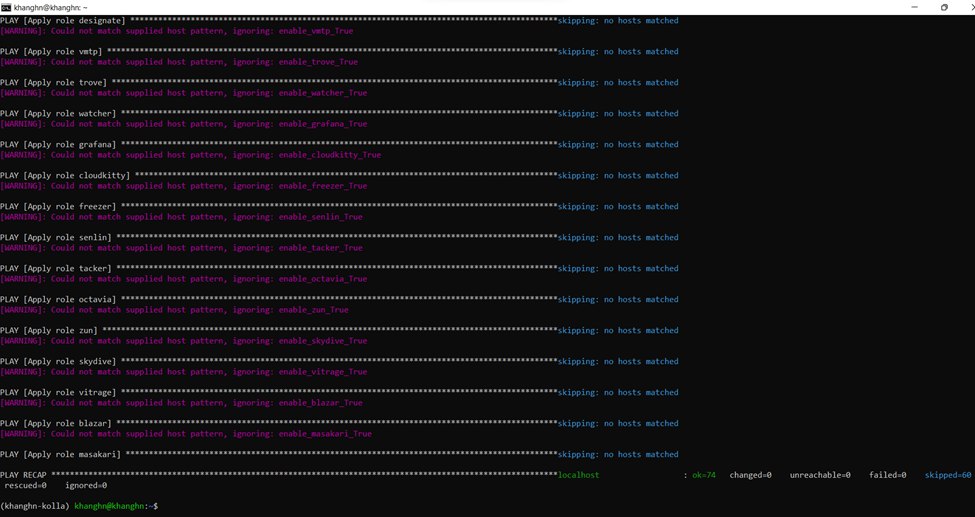 khanghn@khanghn: ~
PLAY [Apply role designate] ****************************************************************************************************skipping: no hosts matched
[WARNING]: Could not match supplied host pattern, ignoring: enable_vmtp_True
PLAY [Apply role vmtp] ****************************************************************************************************skipping: no hosts matched
[WARNING]: Could not match supplied host pattern, ignoring: enable_trove_True
PLAY [Apply role trove] ****************************************************************************************************skipping: no hosts matched
[WARNING]: Could not match supplied host pattern, ignoring: enable_watcher_True
PLAY [Apply role watcher] ****************************************************************************************************skipping: no hosts matched
[WARNING]: Could not match supplied host pattern, ignoring: enable_grafana_True
PLAY [Apply role grafana] ****************************************************************************************************skipping: no hosts matched
[WARNING]: Could not match supplied host pattern, ignoring: enable_cloudkitty_True
PLAY [Apply role cloudkitty] ****************************************************************************************************skipping: no hosts matched
[WARNING]: Could not match supplied host pattern, ignoring: enable_freezer_True
PLAY [Apply role freezer] ****************************************************************************************************skipping: no hosts matched
[WARNING]: Could not match supplied host pattern, ignoring: enable_senlin_True
PLAY [Apply role senlin] ****************************************************************************************************skipping: no hosts matched
[WARNING]: Could not match supplied host pattern, ignoring: enable_tacker_True
PLAY [Apply role tacker] ****************************************************************************************************skipping: no hosts matched
[WARNING]: Could not match supplied host pattern, ignoring: enable_octavia_True
PLAY [Apply role octavia] ****************************************************************************************************skipping: no hosts matched
[WARNING]: Could not match supplied host pattern, ignoring: enable_zun_True
PLAY [Apply role zun] ****************************************************************************************************skipping: no hosts matched
[WARNING]: Could not match supplied host pattern, ignoring: enable_skydive_True
PLAY [Apply role skydive] ****************************************************************************************************skipping: no hosts matched
[WARNING]: Could not match supplied host pattern, ignoring: enable_vitrage_True
PLAY [Apply role vitrage] ****************************************************************************************************skipping: no hosts matched
[WARNING]: Could not match supplied host pattern, ignoring: enable_blazar_True
PLAY [Apply role blazar] ****************************************************************************************************skipping: no hosts matched
[WARNING]: Could not match supplied host pattern, ignoring: enable_masakari_True
PLAY [Apply role masakari] ****************************************************************************************************skipping: no hosts matched
PLAY RECAP ****************************************************************************************************localhost : ok=74 changed=0 unreachable=0 failed=0 skipped=60
rescued=0 ignored=0
(khanghn-kolla) khanghn@khanghn:~$